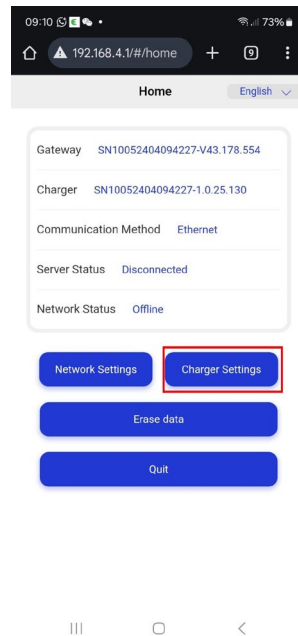 09:10
73%
192.168.4.1/#/home
9
Home
English
Gateway SN10052404094227-V43.178.554
Charger SN10052404094227-1.0.25.130
Communication Method Ethernet
Server Status Disconnected
Network Status Offline
Network Settings
Charger Settings
Erase data
Quit